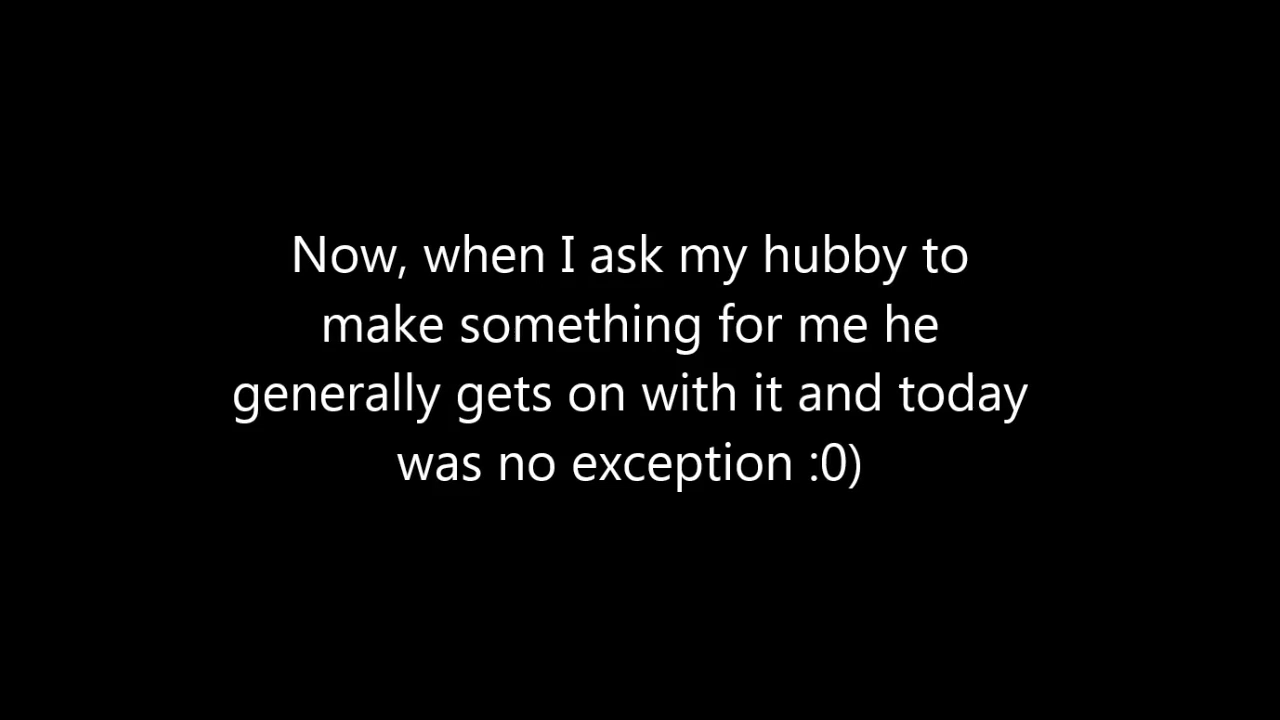 Now, when I ask my hubby to
make something for me he
generally gets on with it and today
was no exception :0)